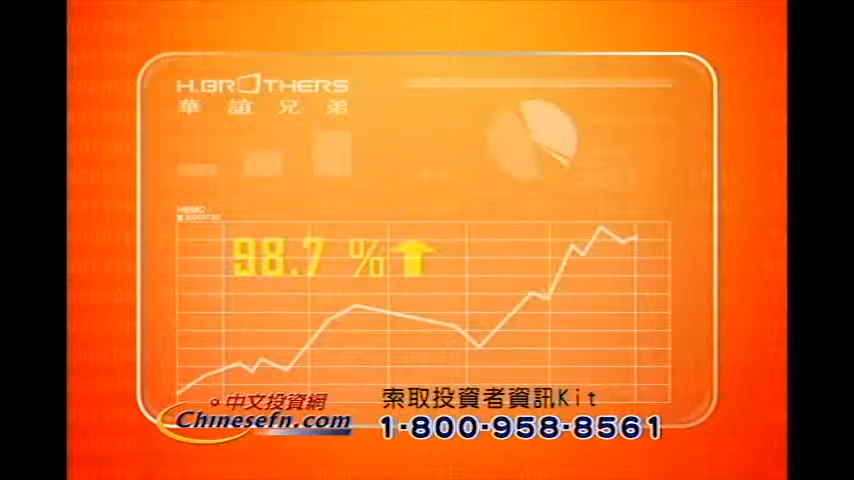 H.BROTHERS
華誼兄弟
98.7 %
中文投資網
Chinesefn.com
索取投資者資訊Kit
1-800-958-8561